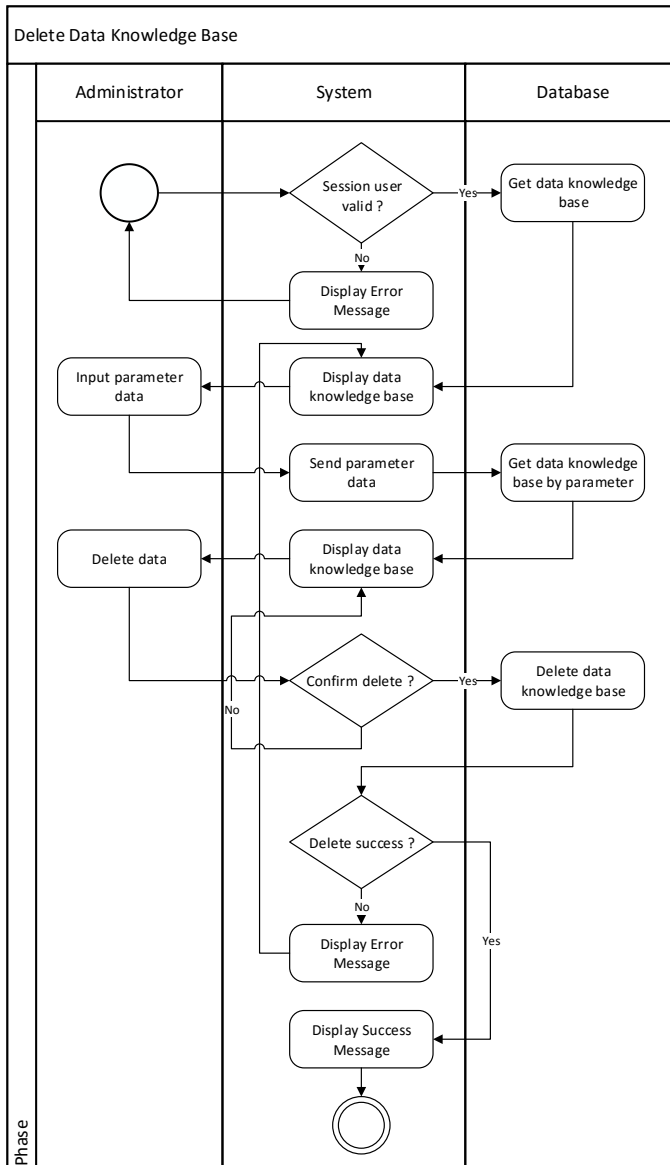 Delete Data Knowledge Base
Administrator
System
Database
Session user
valid ?
Yes
Get data knowledge
base
No
Display Error
Message
Input parameter
data
Display data
knowledge base
Send parameter
data
Get data knowledge
base by parameter
Delete data
Display data
knowledge base
Confirm delete ?
Yes
Delete data
knowledge base
No
Delete success ?
No
Yes
Display Error
Message
Display Success
Message
Phase